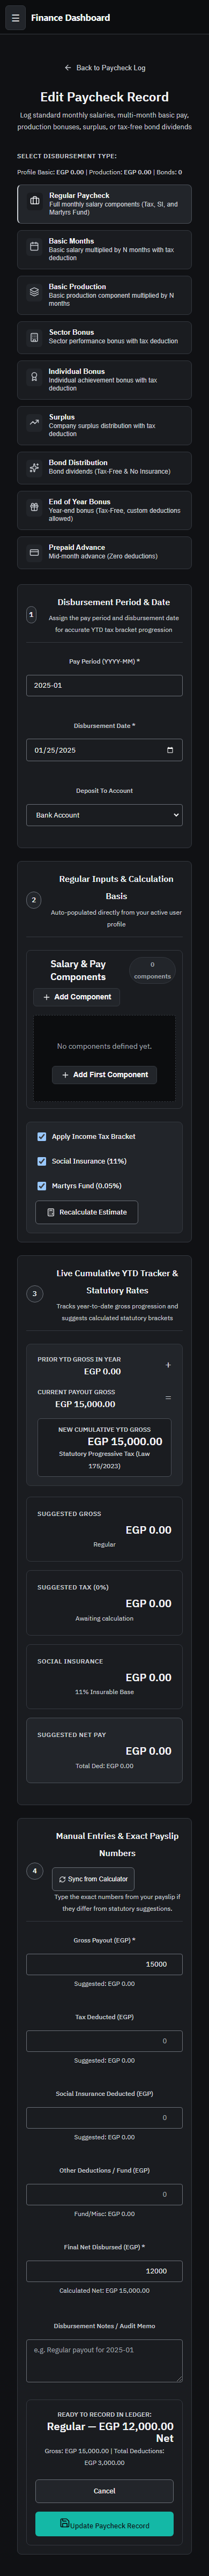 Finance Dashboard
Back to Paycheck Log
Edit Paycheck Record
Log standard monthly salaries, multi-month basic pay,
production bonuses, surplus, or tax-free bond dividends
SELECT DISBURSEMENT TYPE:
Profile Basic: EGP 0.00 | Production: EGP 0.00 | Bonds: 0
Regular Paycheck
Full monthly salary components (Tax, SI, and
Martyrs Fund)
Basic Months
Basic salary multiplied by N months with tax
deduction
Basic Production
Basic production component multiplied by N
months
Sector Bonus
Sector performance bonus with tax deduction
Individual Bonus
Individual achievement bonus with tax
deduction
Surplus
Company surplus distribution with tax
deduction
Bond Distribution
Bond dividends (Tax-Free & No Insurance)
End of Year Bonus
Year-end bonus (Tax-Free, custom deductions
allowed)
Prepaid Advance
Mid-month advance (Zero deductions)
1
Disbursement Period & Date
Assign the pay period and disbursement date
for accurate YTD tax bracket progression
Pay Period (YYYY-MM) *
2025-01
Disbursement Date *
01/25/2025
Deposit To Account
Bank Account
2
Regular Inputs & Calculation
Basis
Auto-populated directly from your active user
profile
Salary & Pay
Components
0
components
+ Add Component
No components defined yet.
+ Add First Component
Apply Income Tax Bracket
Social Insurance (11%)
Martyrs Fund (0.05%)
Recalculate Estimate
3
Live Cumulative YTD Tracker &
Statutory Rates
Tracks year-to-date gross progression and
suggests calculated statutory brackets
PRIOR YTD GROSS IN YEAR
EGP 0.00
+
CURRENT PAYOUT GROSS
EGP 15,000.00
=
NEW CUMULATIVE YTD GROSS
EGP 15,000.00
Statutory Progressive Tax (Law
175/2023)
SUGGESTED GROSS
EGP 0.00
Regular
SUGGESTED TAX (0%)
EGP 0.00
Awaiting calculation
SOCIAL INSURANCE
EGP 0.00
11% Insurable Base
SUGGESTED NET PAY
EGP 0.00
Total Ded: EGP 0.00
4
Manual Entries & Exact Payslip
Numbers
Sync from Calculator
Type the exact numbers from your payslip if
they differ from statutory suggestions.
Gross Payout (EGP) *
15000
Suggested: EGP 0.00
Tax Deducted (EGP)
0
Suggested: EGP 0.00
Social Insurance Deducted (EGP)
0
Suggested: EGP 0.00
Other Deductions / Fund (EGP)
0
Fund/Misc: EGP 0.00
Final Net Disbursed (EGP) *
12000
Calculated Net: EGP 15,000.00
Disbursement Notes / Audit Memo
e.g. Regular payout for 2025-01
READY TO RECORD IN LEDGER:
Regular — EGP 12,000.00
Net
Gross: EGP 15,000.00 | Total Deductions:
EGP 3,000.00
Cancel
Update Paycheck Record